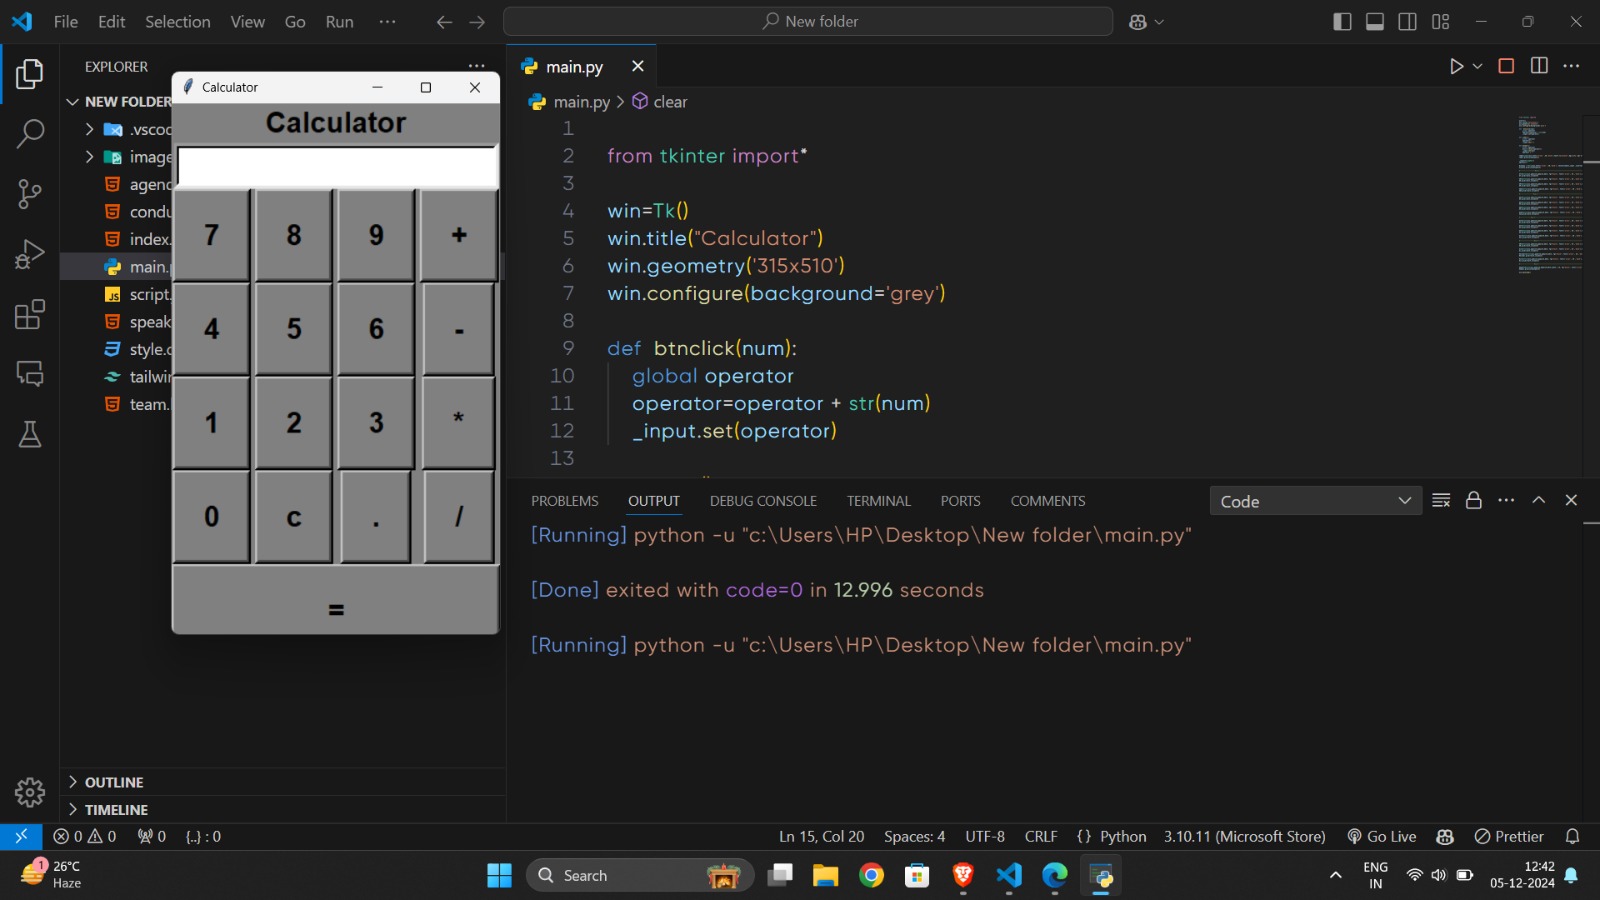 File Edit Selection View Go Run ···
New folder
EXPLORER
NEW FOLDER
.vscod
image
agend
condu
index.
main.p
script.
speak
style.c
tailwin
team.
OUTLINE
TIMELINE
Calculator
Calculator
7 8 9 +
4 5 6 -
1 2 3 *
0 c . /
=
main.py
main.py > clear
1
2 from tkinter import*
3
4 win=Tk()
5 win.title("Calculator")
6 win.geometry('315x510')
7 win.configure(background='grey')
8
9 def btnclick(num):
10 global operator
11 operator=operator + str(num)
12 _input.set(operator)
13
PROBLEMS OUTPUT DEBUG CONSOLE TERMINAL PORTS COMMENTS
Code
[Running] python -u "c:\Users\HP\Desktop\New folder\main.py"
[Done] exited with code=0 in 12.996 seconds
[Running] python -u "c:\Users\HP\Desktop\New folder\main.py"
0 0 0 {..} : 0
Ln 15, Col 20 Spaces: 4 UTF-8 CRLF {} Python 3.10.11 (Microsoft Store) Go Live Prettier
1
26°C
Haze
Search
ENG
IN
12:42
05-12-2024